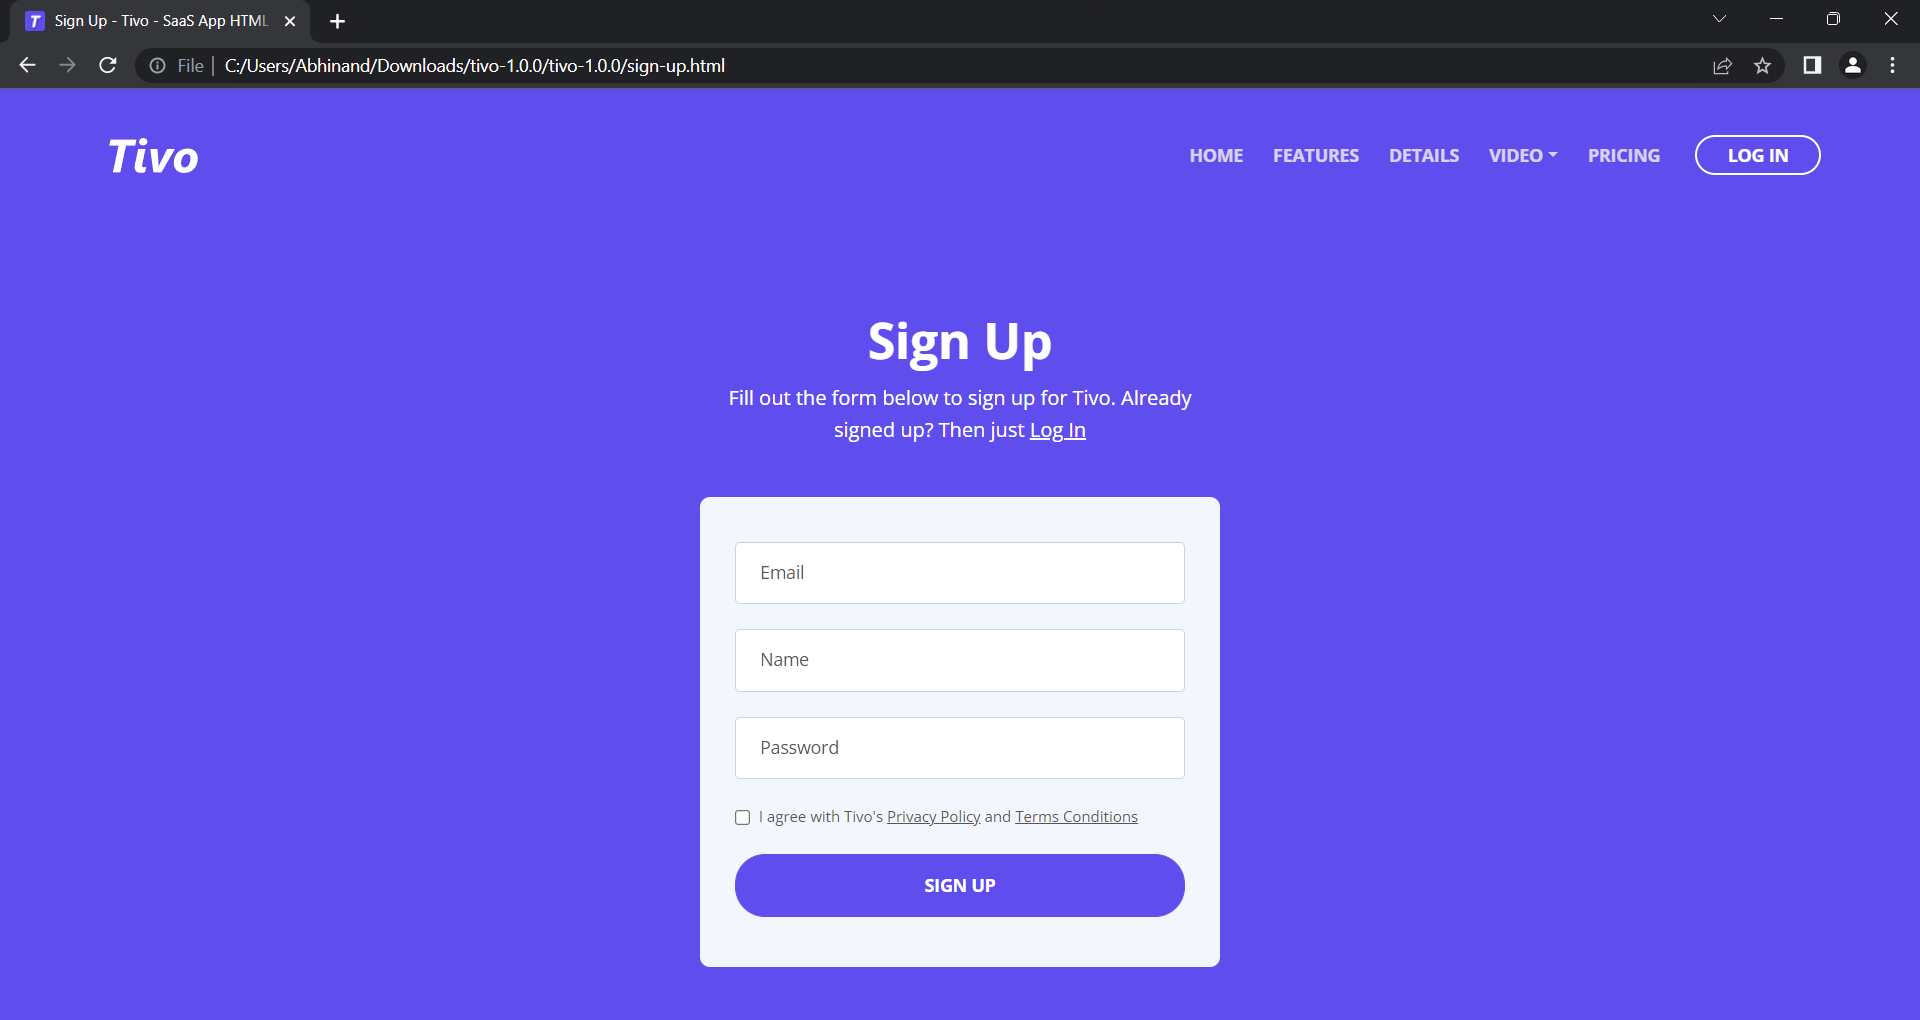 Sign Up - Tivo - SaaS App HTML
File
C:/Users/Abhinand/Downloads/tivo-1.0.0/tivo-1.0.0/sign-up.html
Tivo
HOME FEATURES DETAILS VIDEO PRICING LOG IN
Sign Up
Fill out the form below to sign up for Tivo. Already
signed up? Then just Log In
Email
Name
Password
I agree with Tivo's Privacy Policy and Terms Conditions
SIGN UP